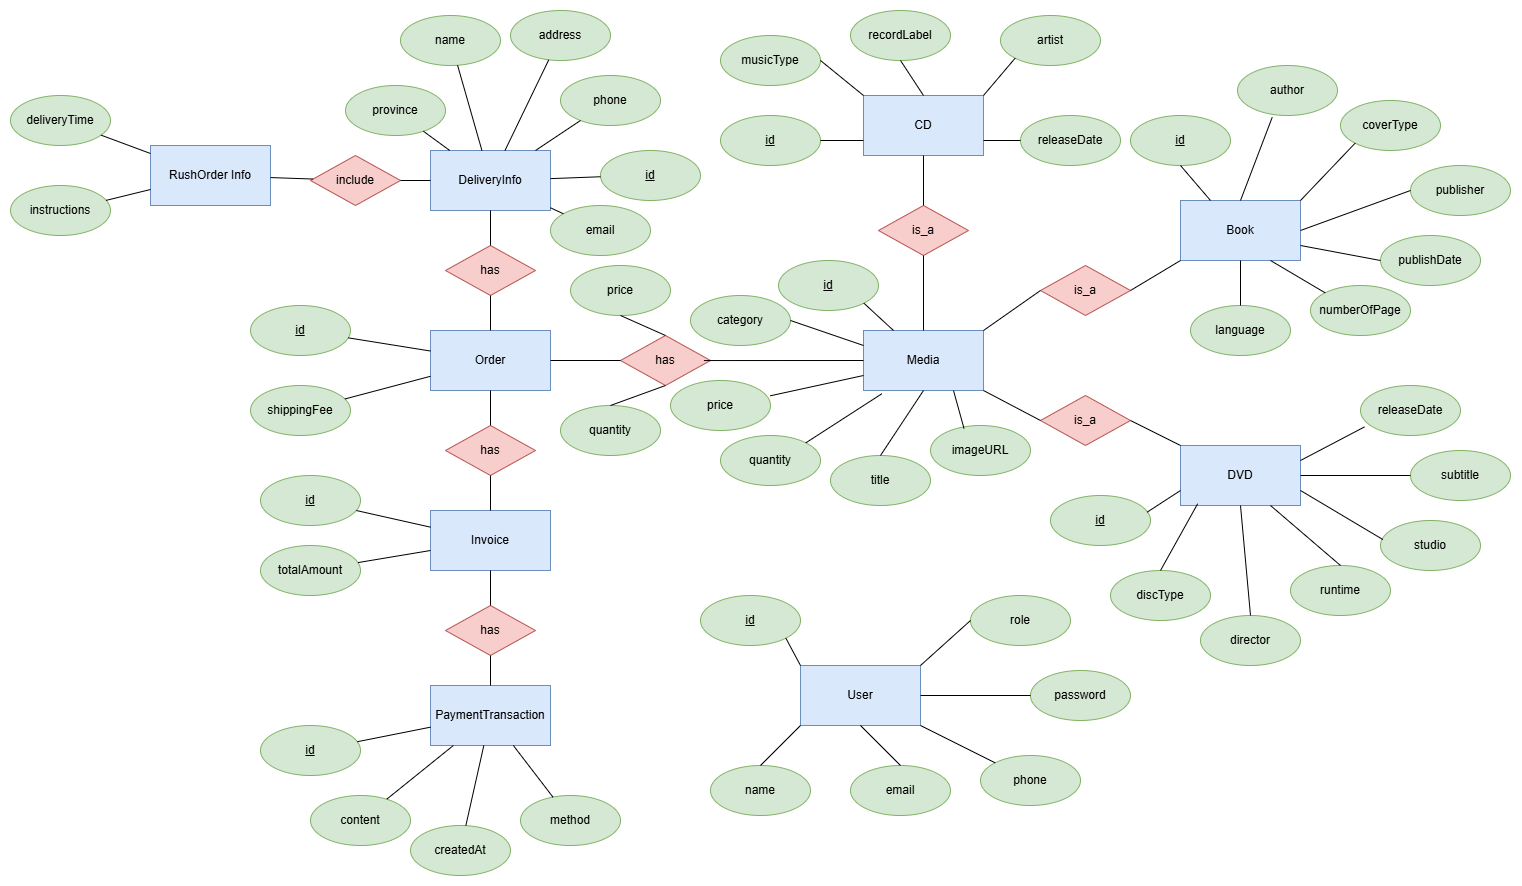 name
address
recordLabel
artist
musicType
author
province
phone
deliveryTime
CD
coverType
id
releaseDate
id
RushOrder Info
include
DeliveryInfo
id
publisher
instructions
email
is_a
Book
publishDate
has
price
id
is_a
numberOfPage
category
language
id
Order
has
Media
shippingFee
price
quantity
is_a
releaseDate
has
quantity
title
imageURL
DVD
subtitle
id
id
Invoice
studio
totalAmount
discType
runtime
has
id
role
director
PaymentTransaction
User
password
id
name
email
phone
content
method
createdAt